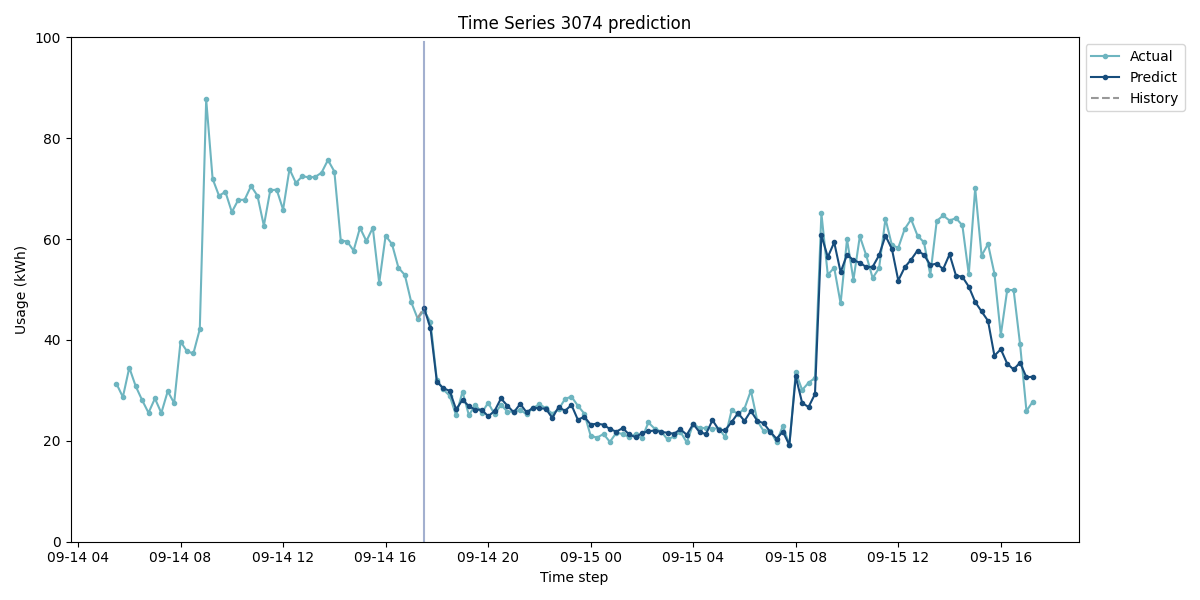 Time Series 3074 prediction
Usage (kWh)
100
80
60
40
20
0
09-14 04
09-14 08
09-14 12
09-14 16
09-14 20
09-15 00
09-15 04
09-15 08
09-15 12
09-15 16
Time step
Actual
Predict
History